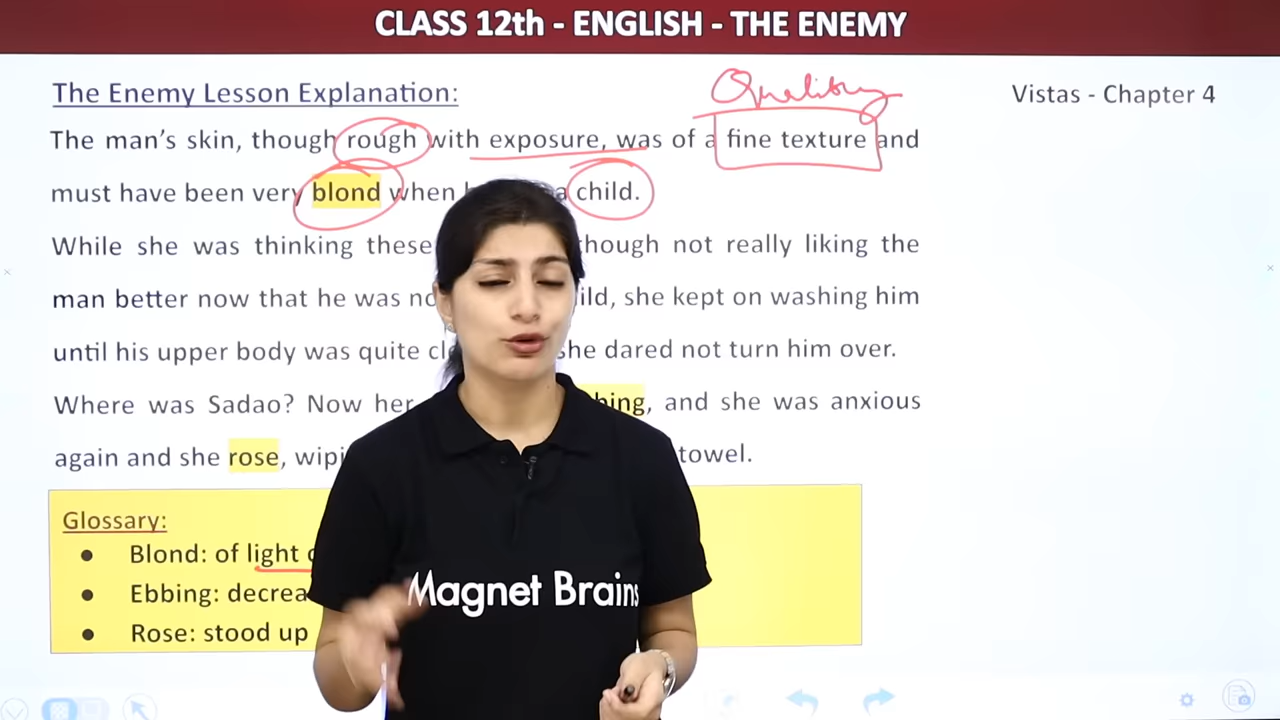 CLASS 12th - ENGLISH - THE ENEMY
Quality
The Enemy Lesson Explanation:
Vistas - Chapter 4
The man's skin, though rough with exposure, was of a fine texture and
must have been very blond when a child.
While she was thinking these though not really liking the
man better now that he was no ild, she kept on washing him
until his upper body was quite cl she dared not turn him over.
Where was Sadao? Now her bing, and she was anxious
again and she rose, wipi towel.
Glossary:
● Blond: of light
● Ebbing: decrea
● Rose: stood up
Magnet Brains